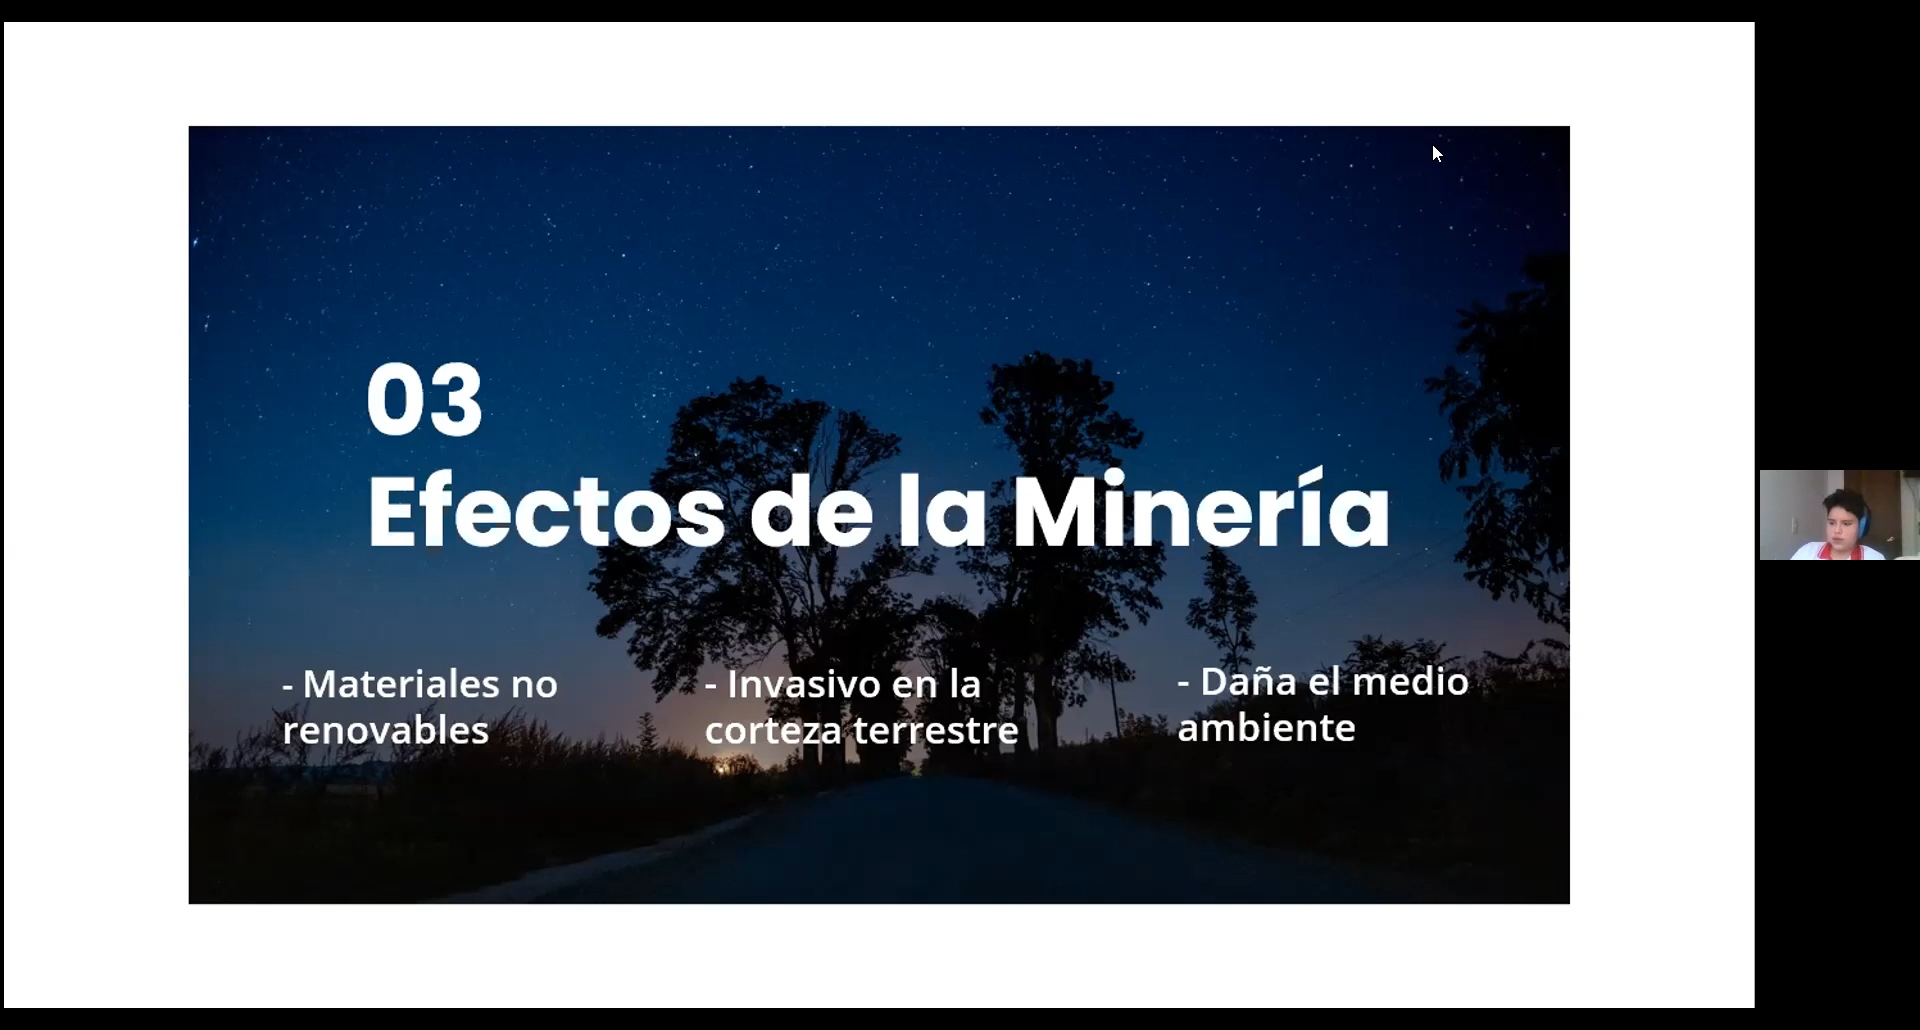 03
Efectos de la Minería
- Materiales no
renovables
- Invasivo en la
corteza terrestre
- Daña el medio
ambiente